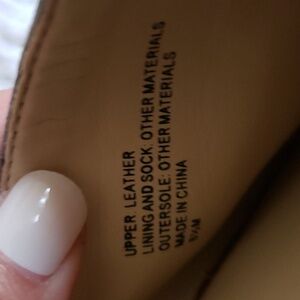 UPPER: LEATHER
LINING AND SOCK: OTHER MATERIALS
OUTERSOLE: OTHER MATERIALS
MADE IN CHINA